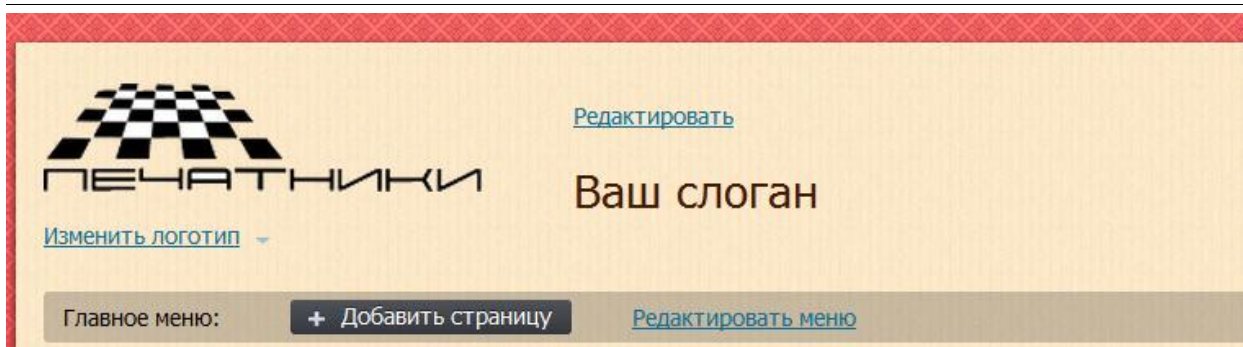 Редактировать
ПЕЧАТНИКИ
Ваш слоган
Изменить логотип
Главное меню: + Добавить страницу Редактировать меню